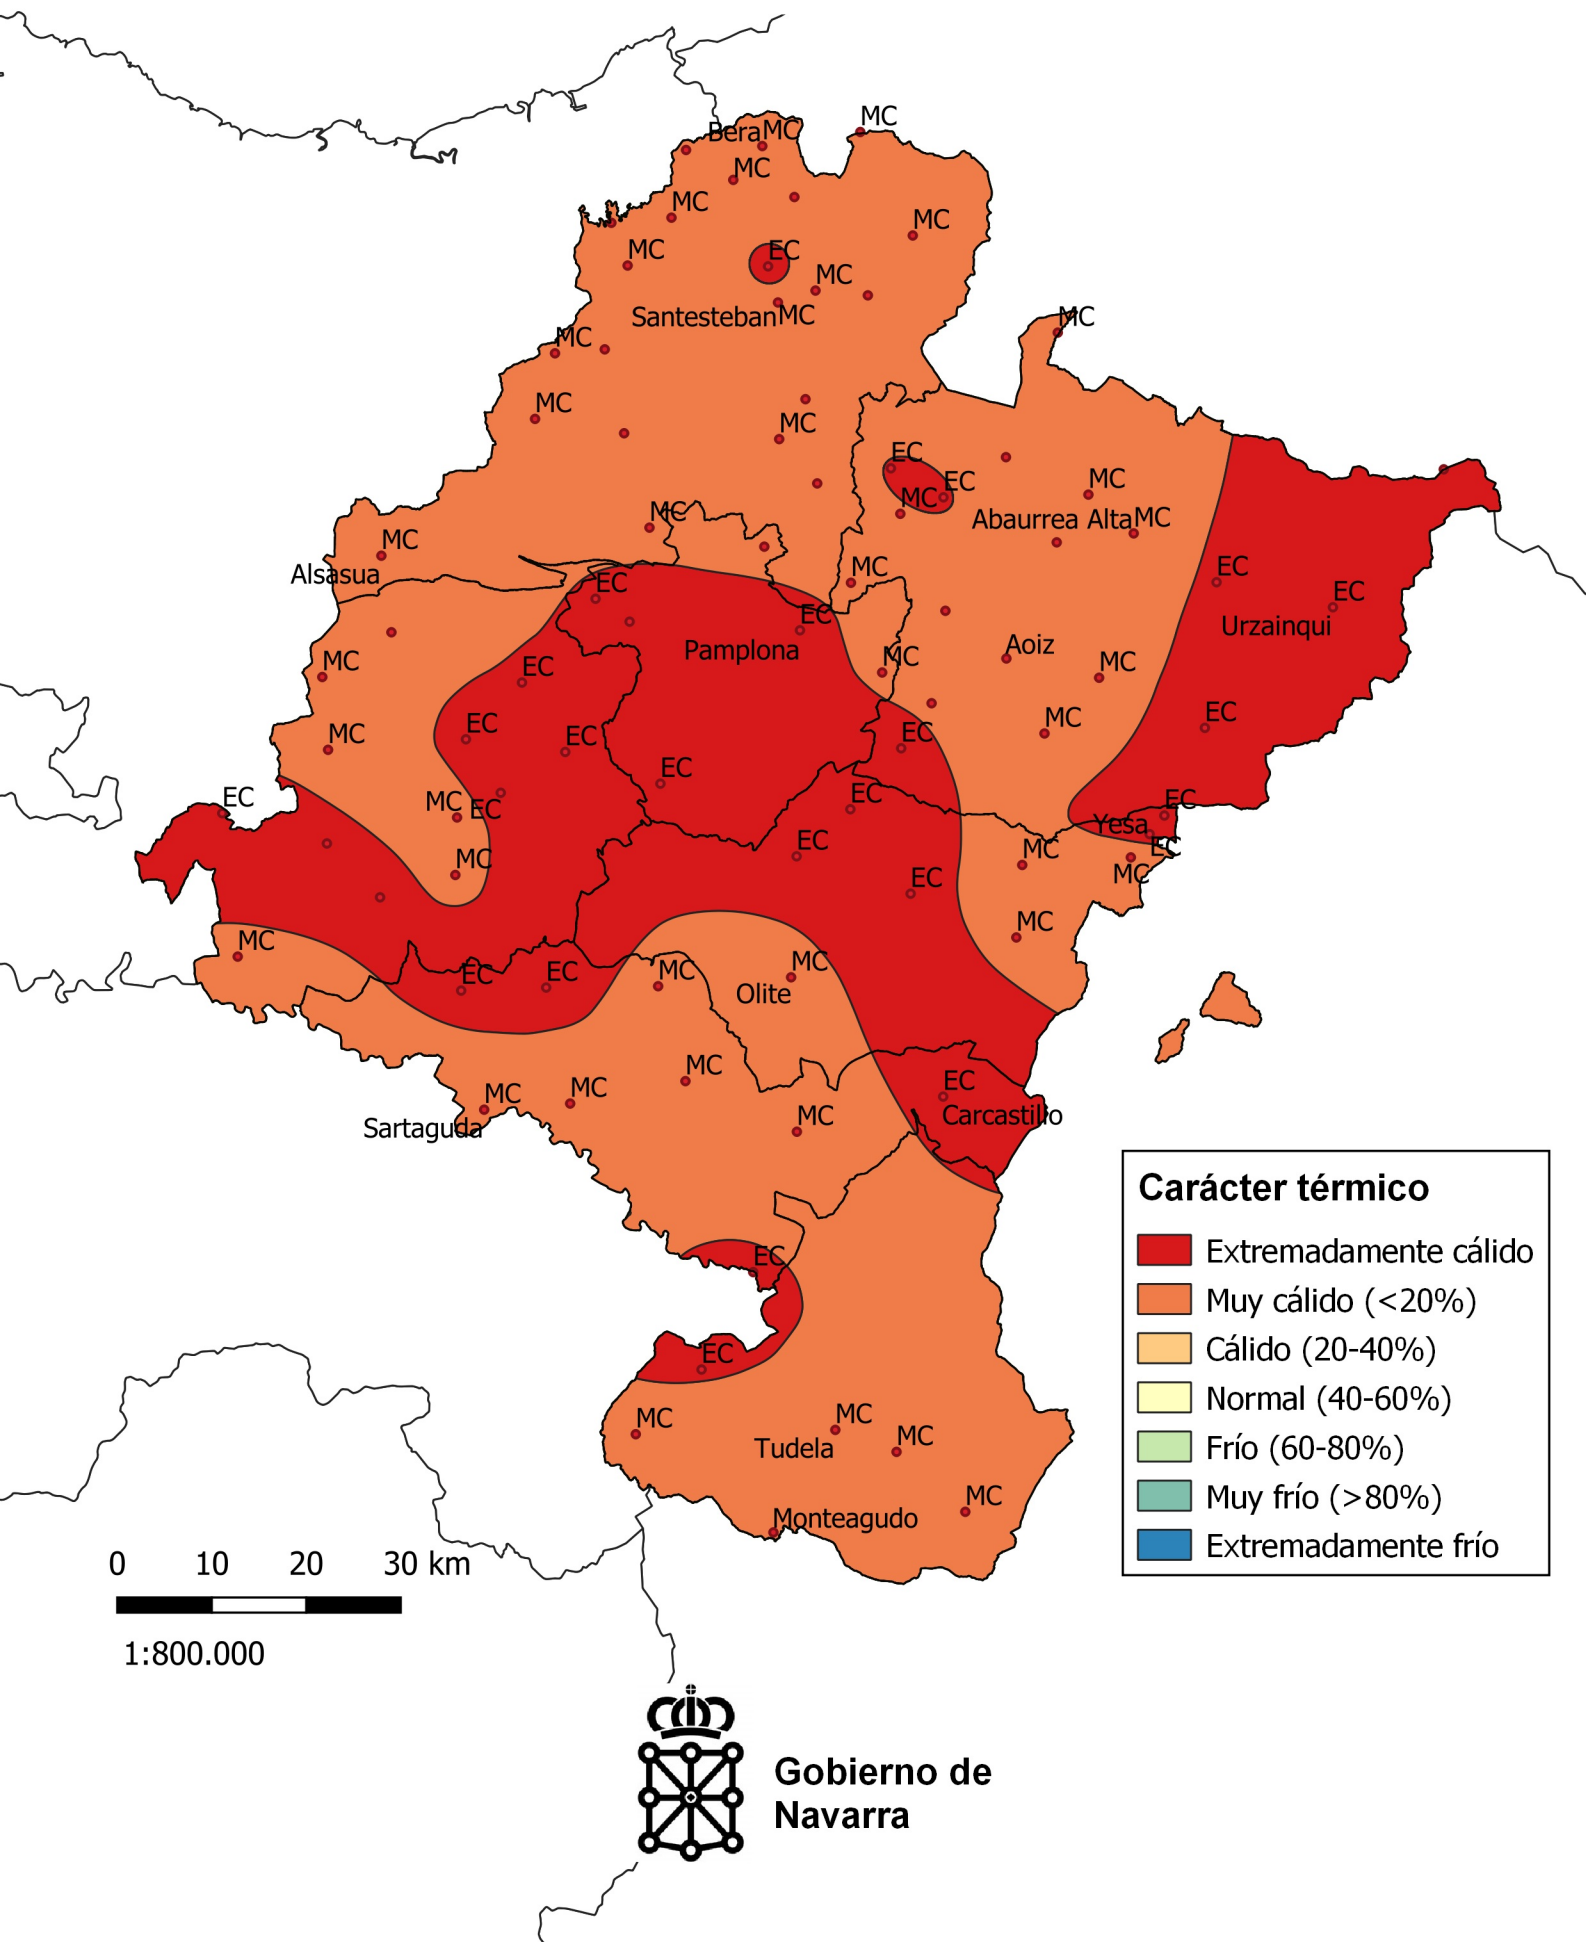 MC
BeraMC
MC
MC
MC
MC
EC
MC
SantestebanMC
MC
MC
MC
MC
EC
EC
MC
MC
MC
Abaurrea AltaMC
MC
Alsasua
MC
EC
EC
EC
EC
Urzainqui
Pamplona
Aoiz
MC
MC
EC
MC
EC
MC
EC
EC
MC
EC
EC
EC
EC
MC
EC
EC
Yesa
EC
EC
MC
MC
MC
EC
MC
MC
MC
EC
EC
MC
Olite
MC
MC
EC
MC
MC
MC
Carcastillo
Sartaguda
EC
EC
MC
MC
MC
Tudela
MC
Monteagudo
Carácter térmico
Extremadamente cálido
Muy cálido (<20%)
Cálido (20-40%)
Normal (40-60%)
Frío (60-80%)
Muy frío (>80%)
Extremadamente frío
0 10 20 30 km
1:800.000
Gobierno de
Navarra